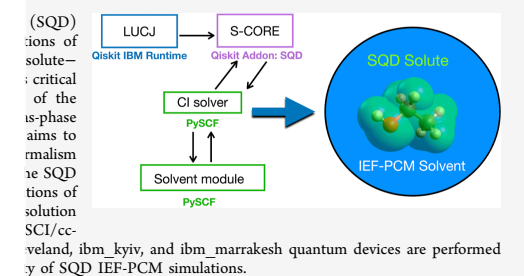 (SQD)
tions of
solute−
s critical
of the
as-phase
aims to
rmalism
he SQD
tions of
solution
SCI/cc-
LUCJ
S-CORE
Qiskit IBM Runtime
Qiskit Addon: SQD
CI solver
PySCF
Solvent module
PySCF
SQD Solute
IEF-PCM Solvent
eveland, ibm_kyiv, and ibm_marrakesh quantum devices are performed
ty of SQD IEF-PCM simulations.